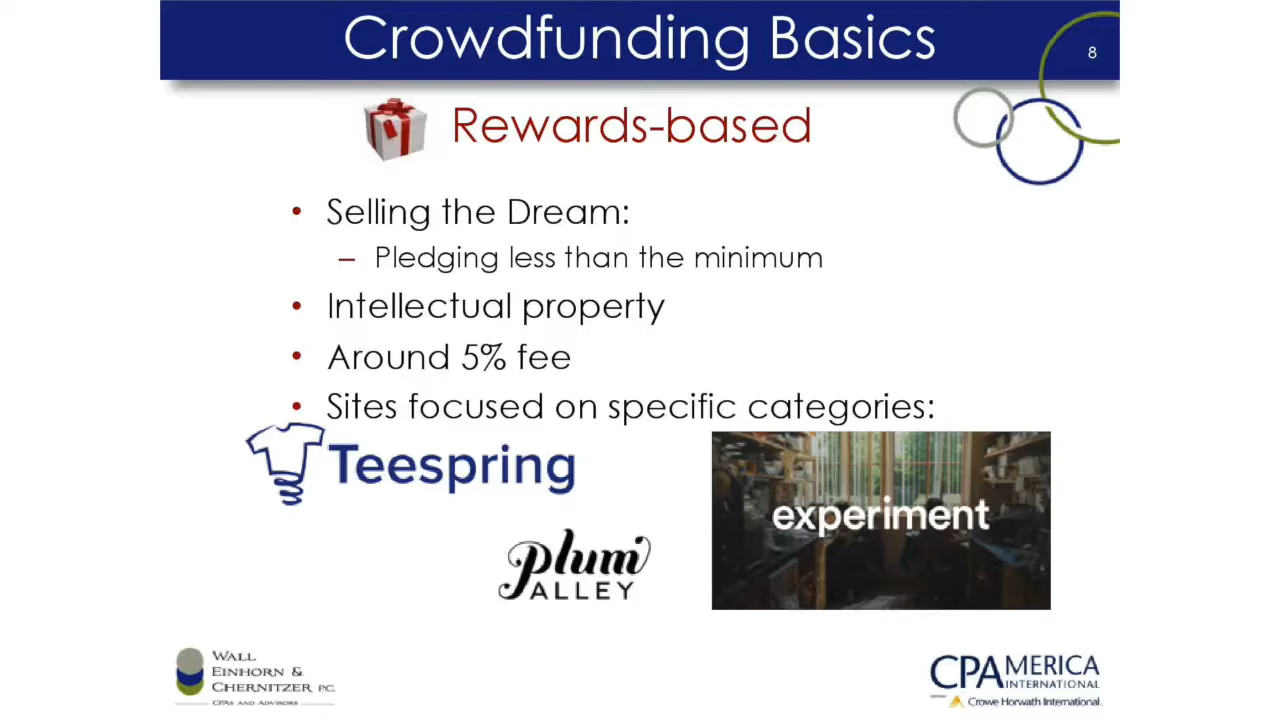 Crowdfunding Basics
8
Rewards-based
• Selling the Dream:
– Pledging less than the minimum
• Intellectual property
• Around 5% fee
• Sites focused on specific categories:
Teespring
experiment
plum
ALLEY
WALL
EINHORN &
CHERNITZER P.C.
CPAS AND ADVISORS
CPAMERICA
INTERNATIONAL
Crowe Horwath International